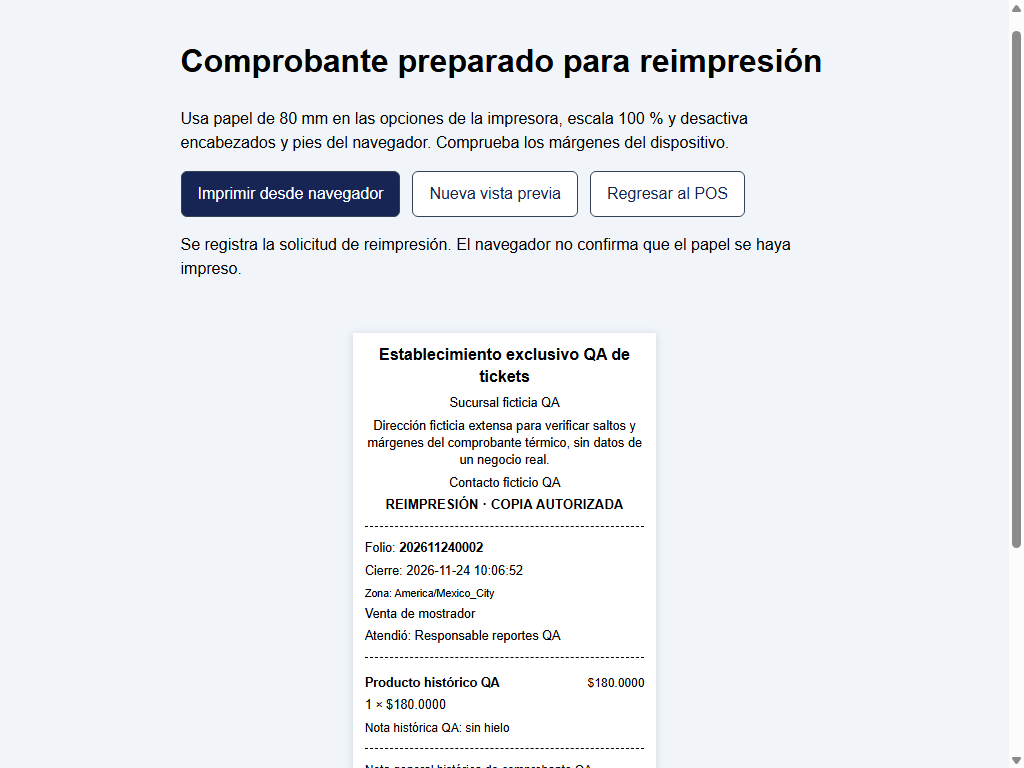 Comprobante preparado para reimpresión
Usa papel de 80 mm en las opciones de la impresora, escala 100 % y desactiva
encabezados y pies del navegador. Comprueba los márgenes del dispositivo.
Imprimir desde navegador
Nueva vista previa
Regresar al POS
Se registra la solicitud de reimpresión. El navegador no confirma que el papel se haya
impreso.
Establecimiento exclusivo QA de
tickets
Sucursal ficticia QA
Dirección ficticia extensa para verificar saltos y
márgenes del comprobante térmico, sin datos de
un negocio real.
Contacto ficticio QA
REIMPRESIÓN · COPIA AUTORIZADA
Folio: 202611240002
Cierre: 2026-11-24 10:06:52
Zona: America/Mexico_City
Venta de mostrador
Atendió: Responsable reportes QA
Producto histórico QA $180.0000
1 × $180.0000
Nota histórica QA: sin hielo
Nota general histórica de comprobante QA